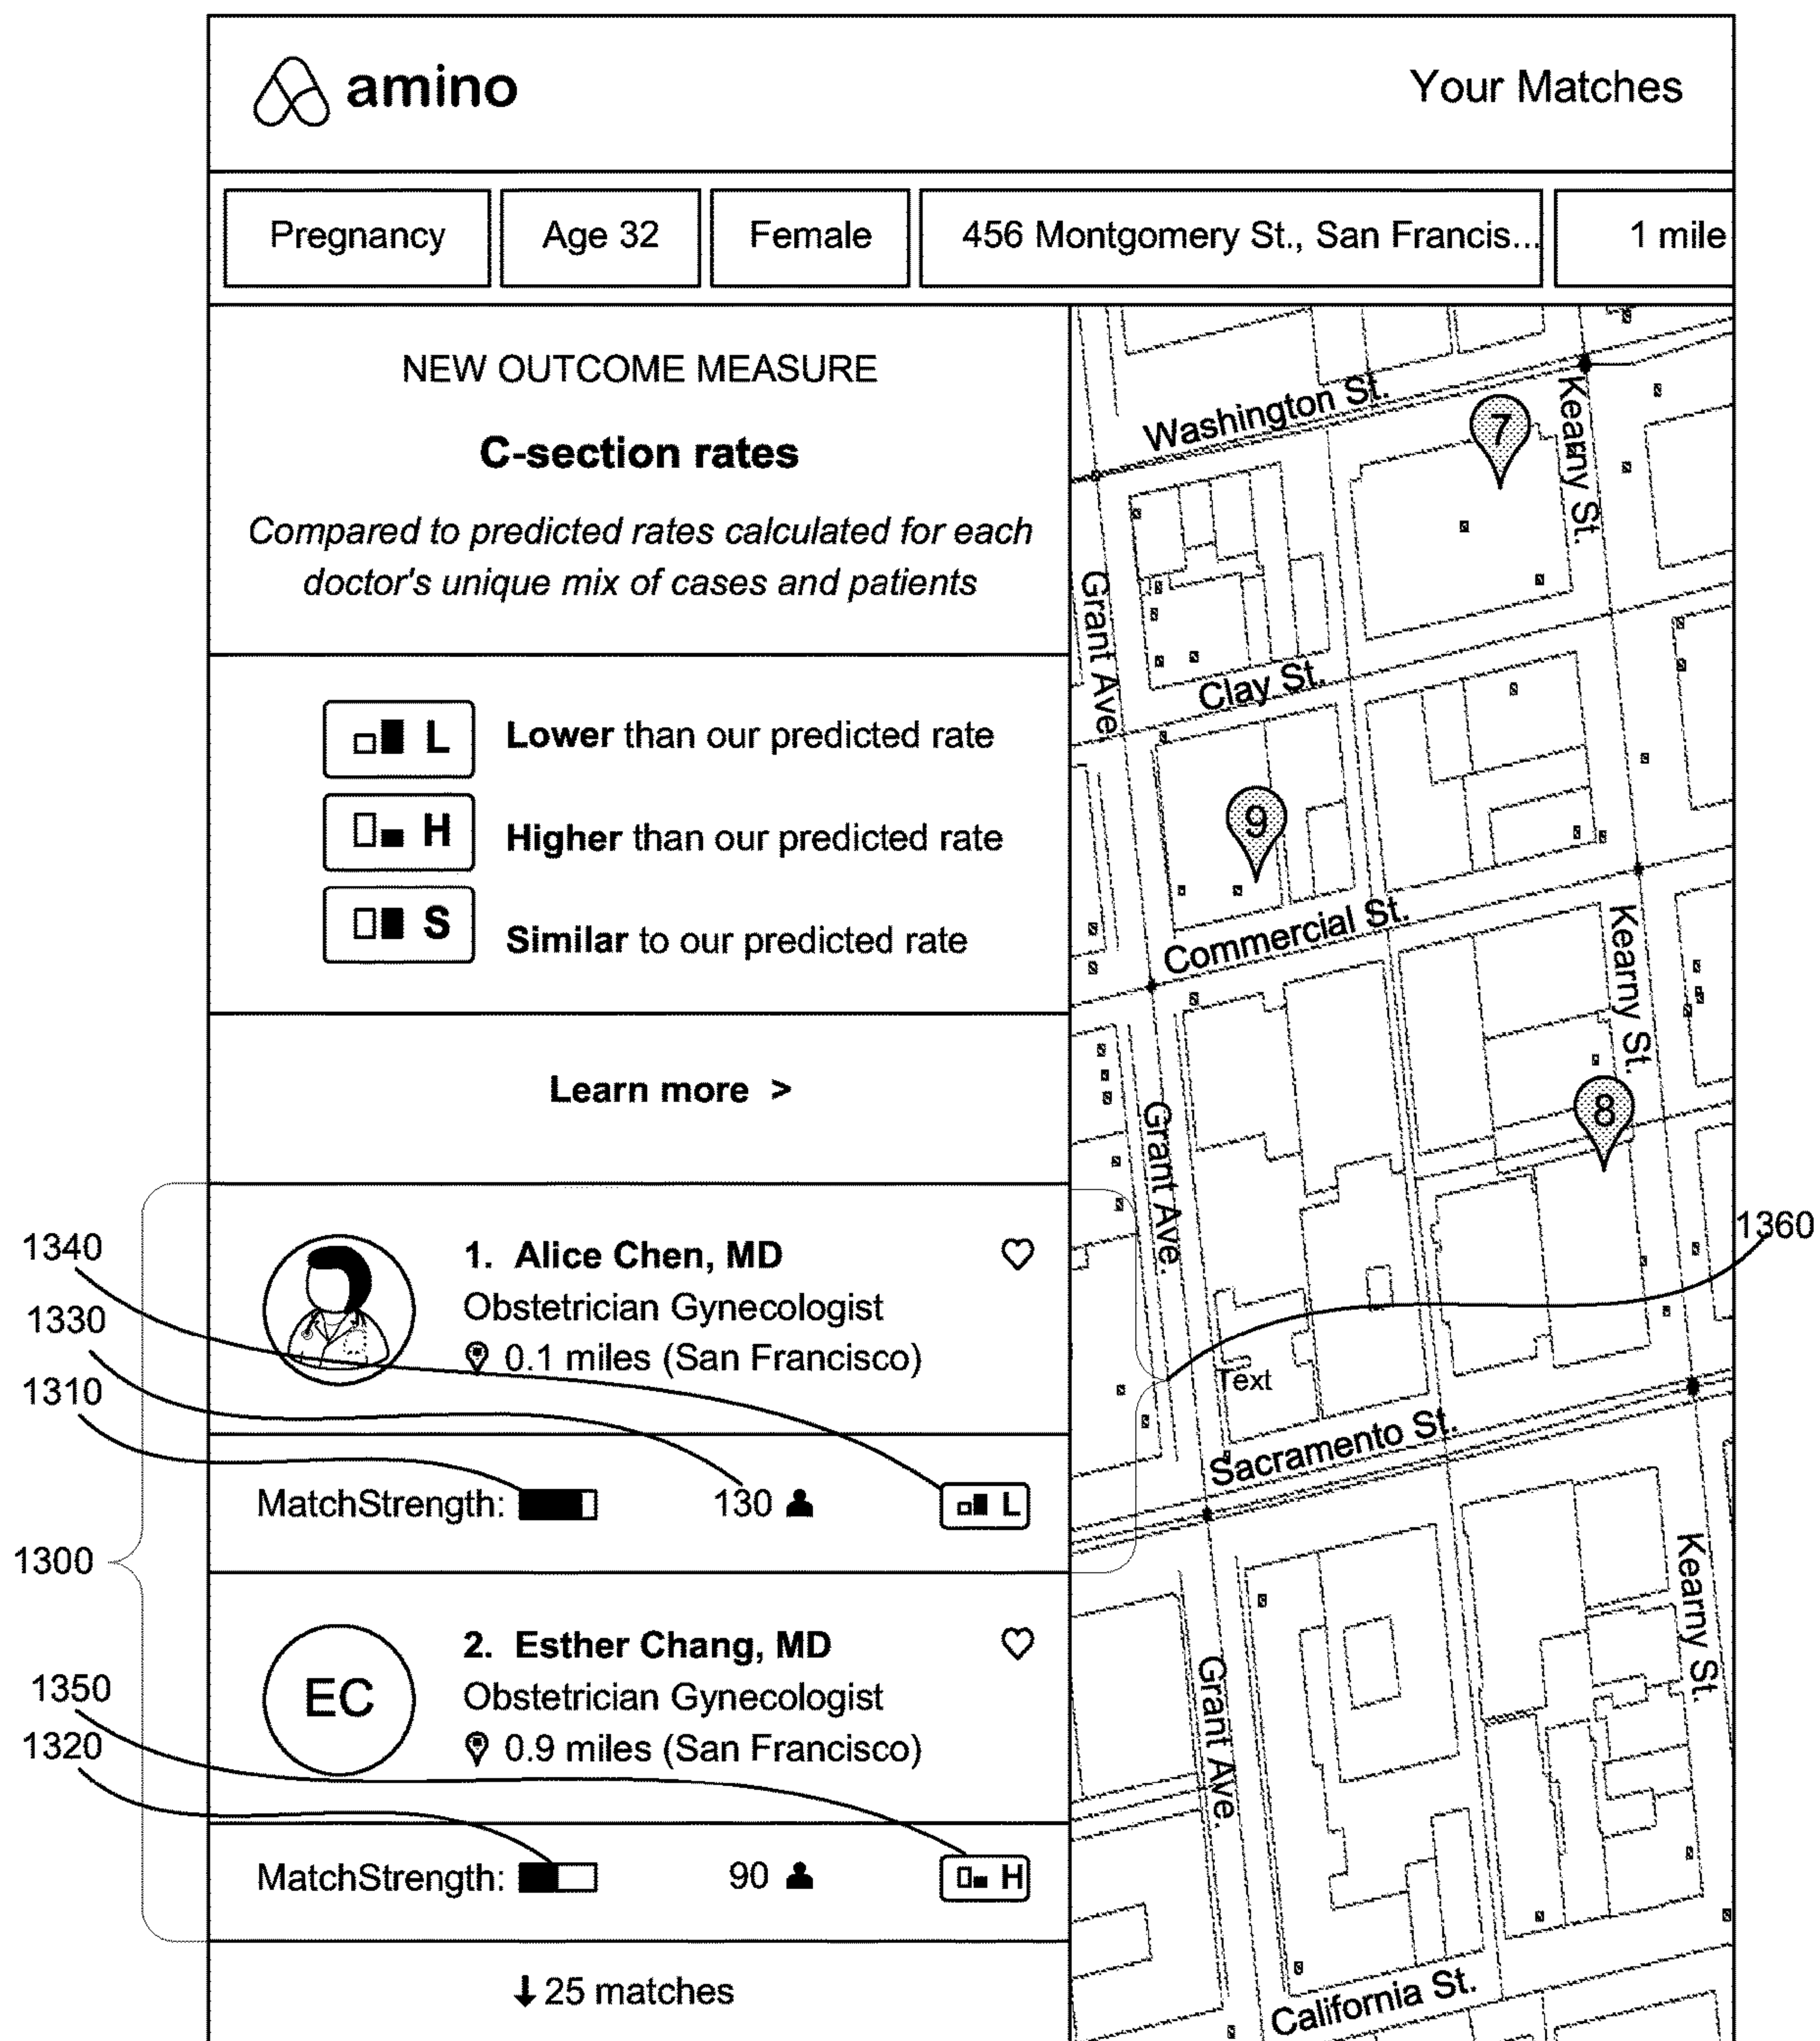 amino
Your Matches
Pregnancy
Age 32
Female
456 Montgomery St., San Francis...
1 mile
NEW OUTCOME MEASURE
C-section rates
Compared to predicted rates calculated for each
doctor's unique mix of cases and patients
L Lower than our predicted rate
H Higher than our predicted rate
S Similar to our predicted rate
Learn more >
1. Alice Chen, MD
Obstetrician Gynecologist
0.1 miles (San Francisco)
MatchStrength: 130 L
EC
2. Esther Chang, MD
Obstetrician Gynecologist
0.9 miles (San Francisco)
MatchStrength: 90 H
↓ 25 matches
1340
1330
1310
1300
1350
1320
1360
Washington St.
7
Kearny St.
Grant Ave.
Clay St.
9
Commercial St.
Kearny St.
8
Grant Ave.
Text
Sacramento St.
Kearny St.
Grant Ave.
California St.